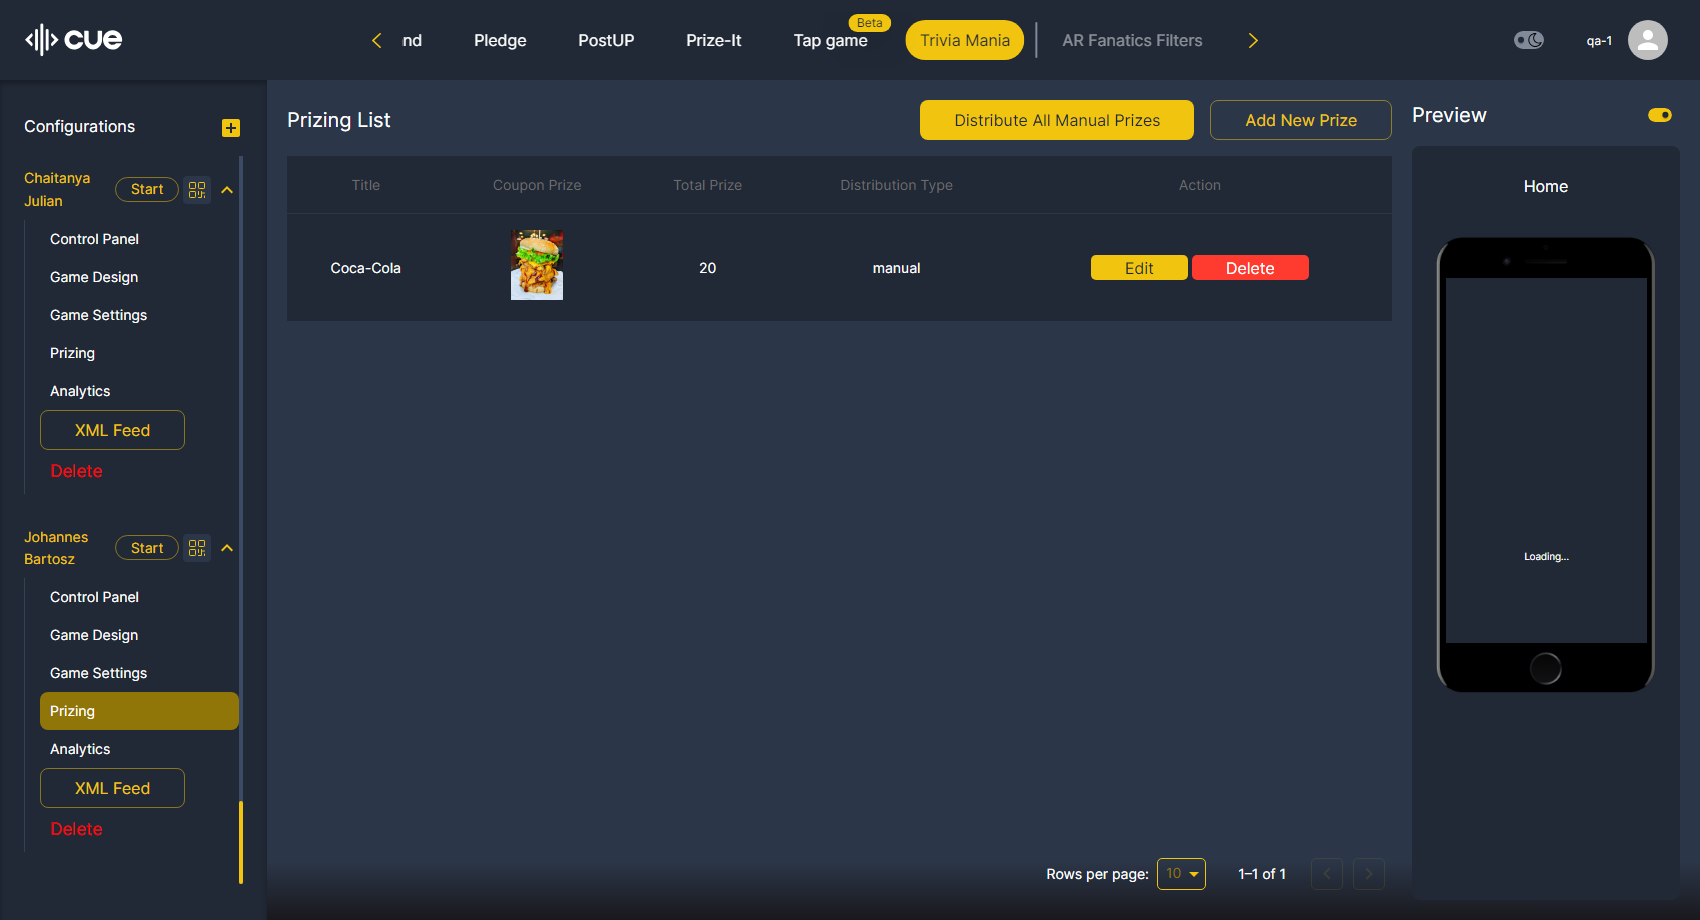 cue
nd
Pledge
PostUP
Prize-It
Tap game
Beta
Trivia Mania
AR Fanatics Filters
qa-1
Configurations
Chaitanya
Julian
Start
Control Panel
Game Design
Game Settings
Prizing
Analytics
XML Feed
Delete
Johannes
Bartosz
Start
Control Panel
Game Design
Game Settings
Prizing
Analytics
XML Feed
Delete
Prizing List
Distribute All Manual Prizes
Add New Prize
Title
Coupon Prize
Total Prize
Distribution Type
Action
Coca-Cola
20
manual
Edit
Delete
Rows per page:
10
1–1 of 1
Preview
Home
Loading...